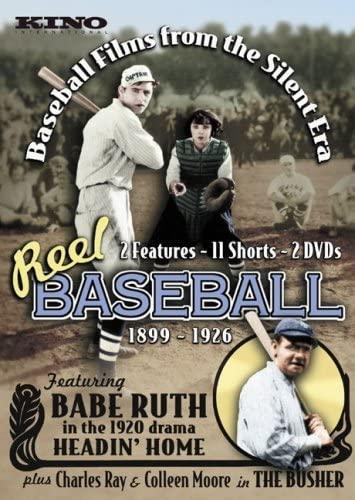 KINO
INTERNATIONAL
Baseball Films from the Silent Era
CAPTAIN
Reel
2 Features - 11 Shorts - 2 DVDs
BASEBALL
1899 - 1926
Featuring
BABE RUTH
in the 1920 drama
HEADIN' HOME
plus Charles Ray & Colleen Moore in THE BUSHER